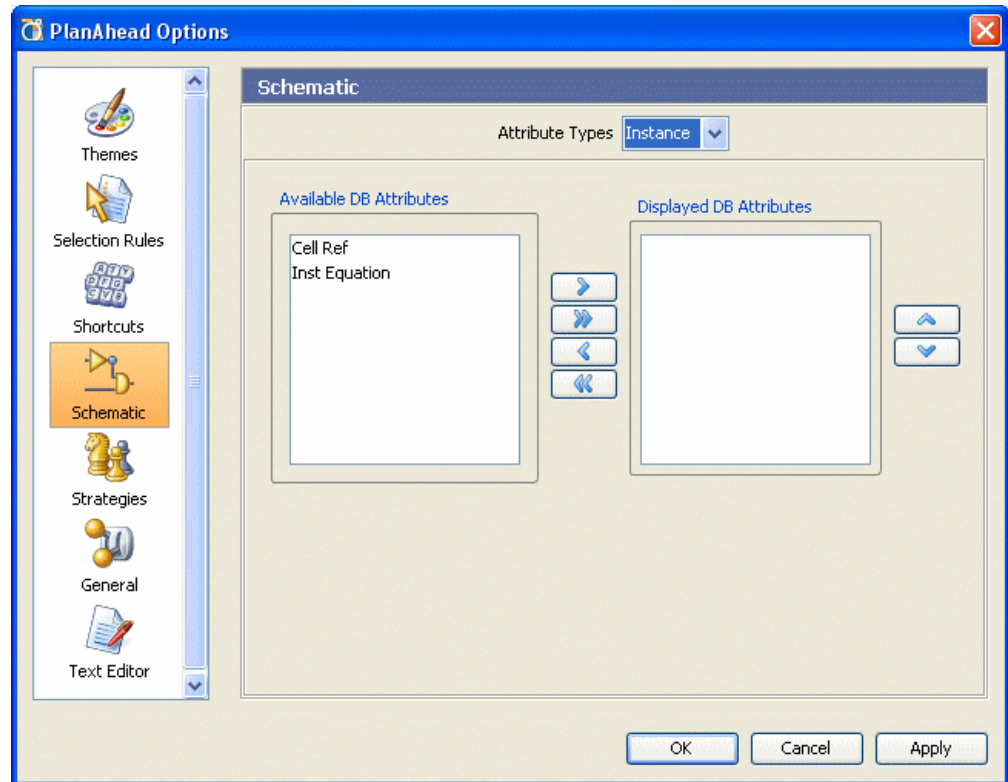 PlanAhead Options
Themes
Selection Rules
Shortcuts
Schematic
Strategies
General
Text Editor
Schematic
Attribute Types Instance
Available DB Attributes
Cell Ref
Inst Equation
Displayed DB Attributes
OK Cancel Apply